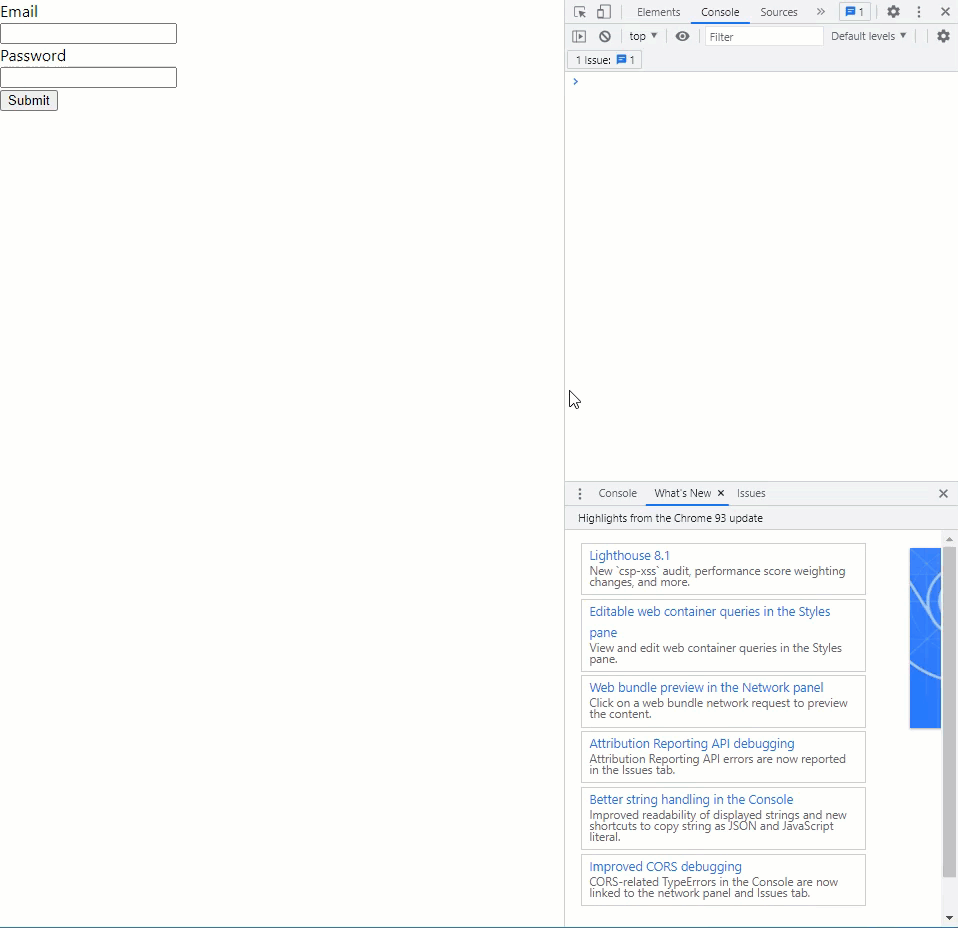 Email
Password
Submit
Elements Console Sources » 1
top ▼ Filter Default levels ▼
1 Issue: 1
›
Console What's New × Issues
Highlights from the Chrome 93 update
Lighthouse 8.1
New `csp-xss` audit, performance score weighting
changes, and more.
Editable web container queries in the Styles
pane
View and edit web container queries in the Styles
pane.
Web bundle preview in the Network panel
Click on a web bundle network request to preview
the content.
Attribution Reporting API debugging
Attribution Reporting API errors are now reported
in the Issues tab.
Better string handling in the Console
Improved readability of displayed strings and new
shortcuts to copy string as JSON and JavaScript
literal.
Improved CORS debugging
CORS-related TypeErrors in the Console are now
linked to the network panel and Issues tab.